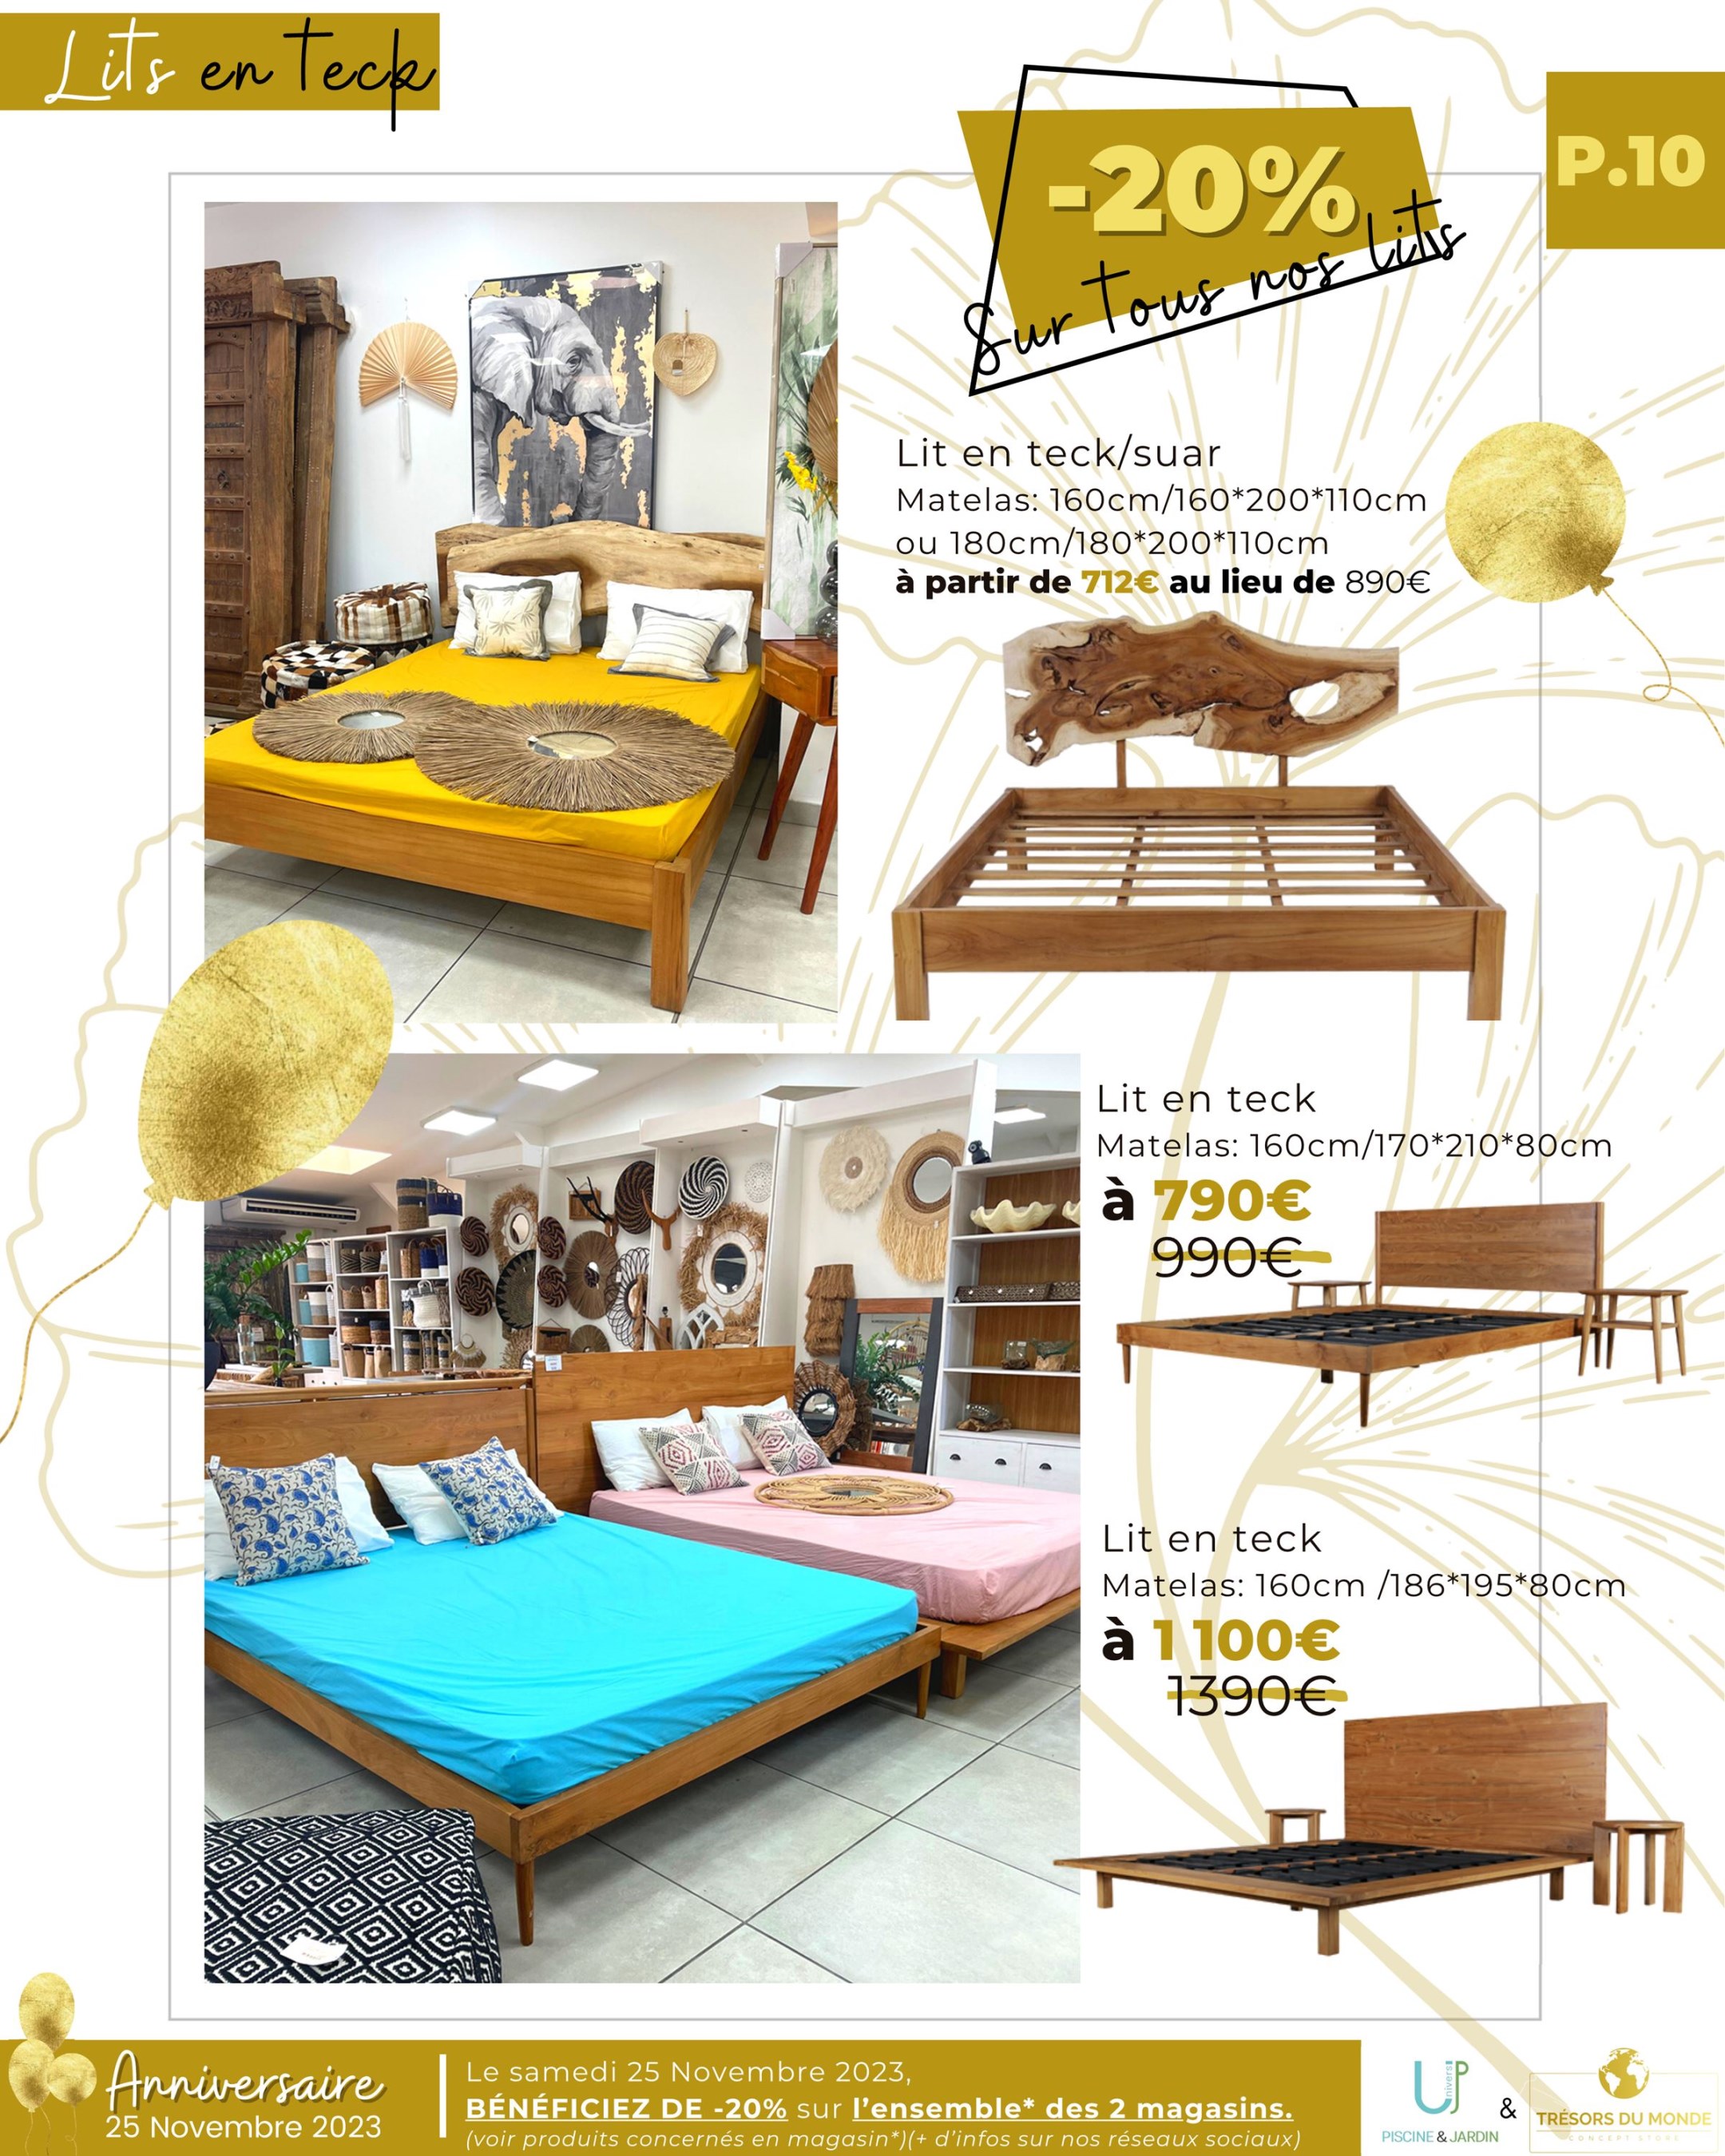 Lits en Teck
P.10
-20%
Sur Tous nos lits
Lit en teck/suar
Matelas: 160cm/160*200*110cm
ou 180cm/180*200*110cm
à partir de 712€ au lieu de 890€
Lit en teck
Matelas: 160cm/170*210*80cm
à 790€
990€
Lit en teck
Matelas: 160cm /186*195*80cm
à 1 100€
1390€
Anniversaire
25 Novembre 2023
Le samedi 25 Novembre 2023,
BÉNÉFICIEZ DE -20% sur l'ensemble* des 2 magasins.
(voir produits concernés en magasin*)(+ d'infos sur nos réseaux sociaux)
UP
niversi
PISCINE & JARDIN
&
TRÉSORS DU MONDE
CONCEPT STORE